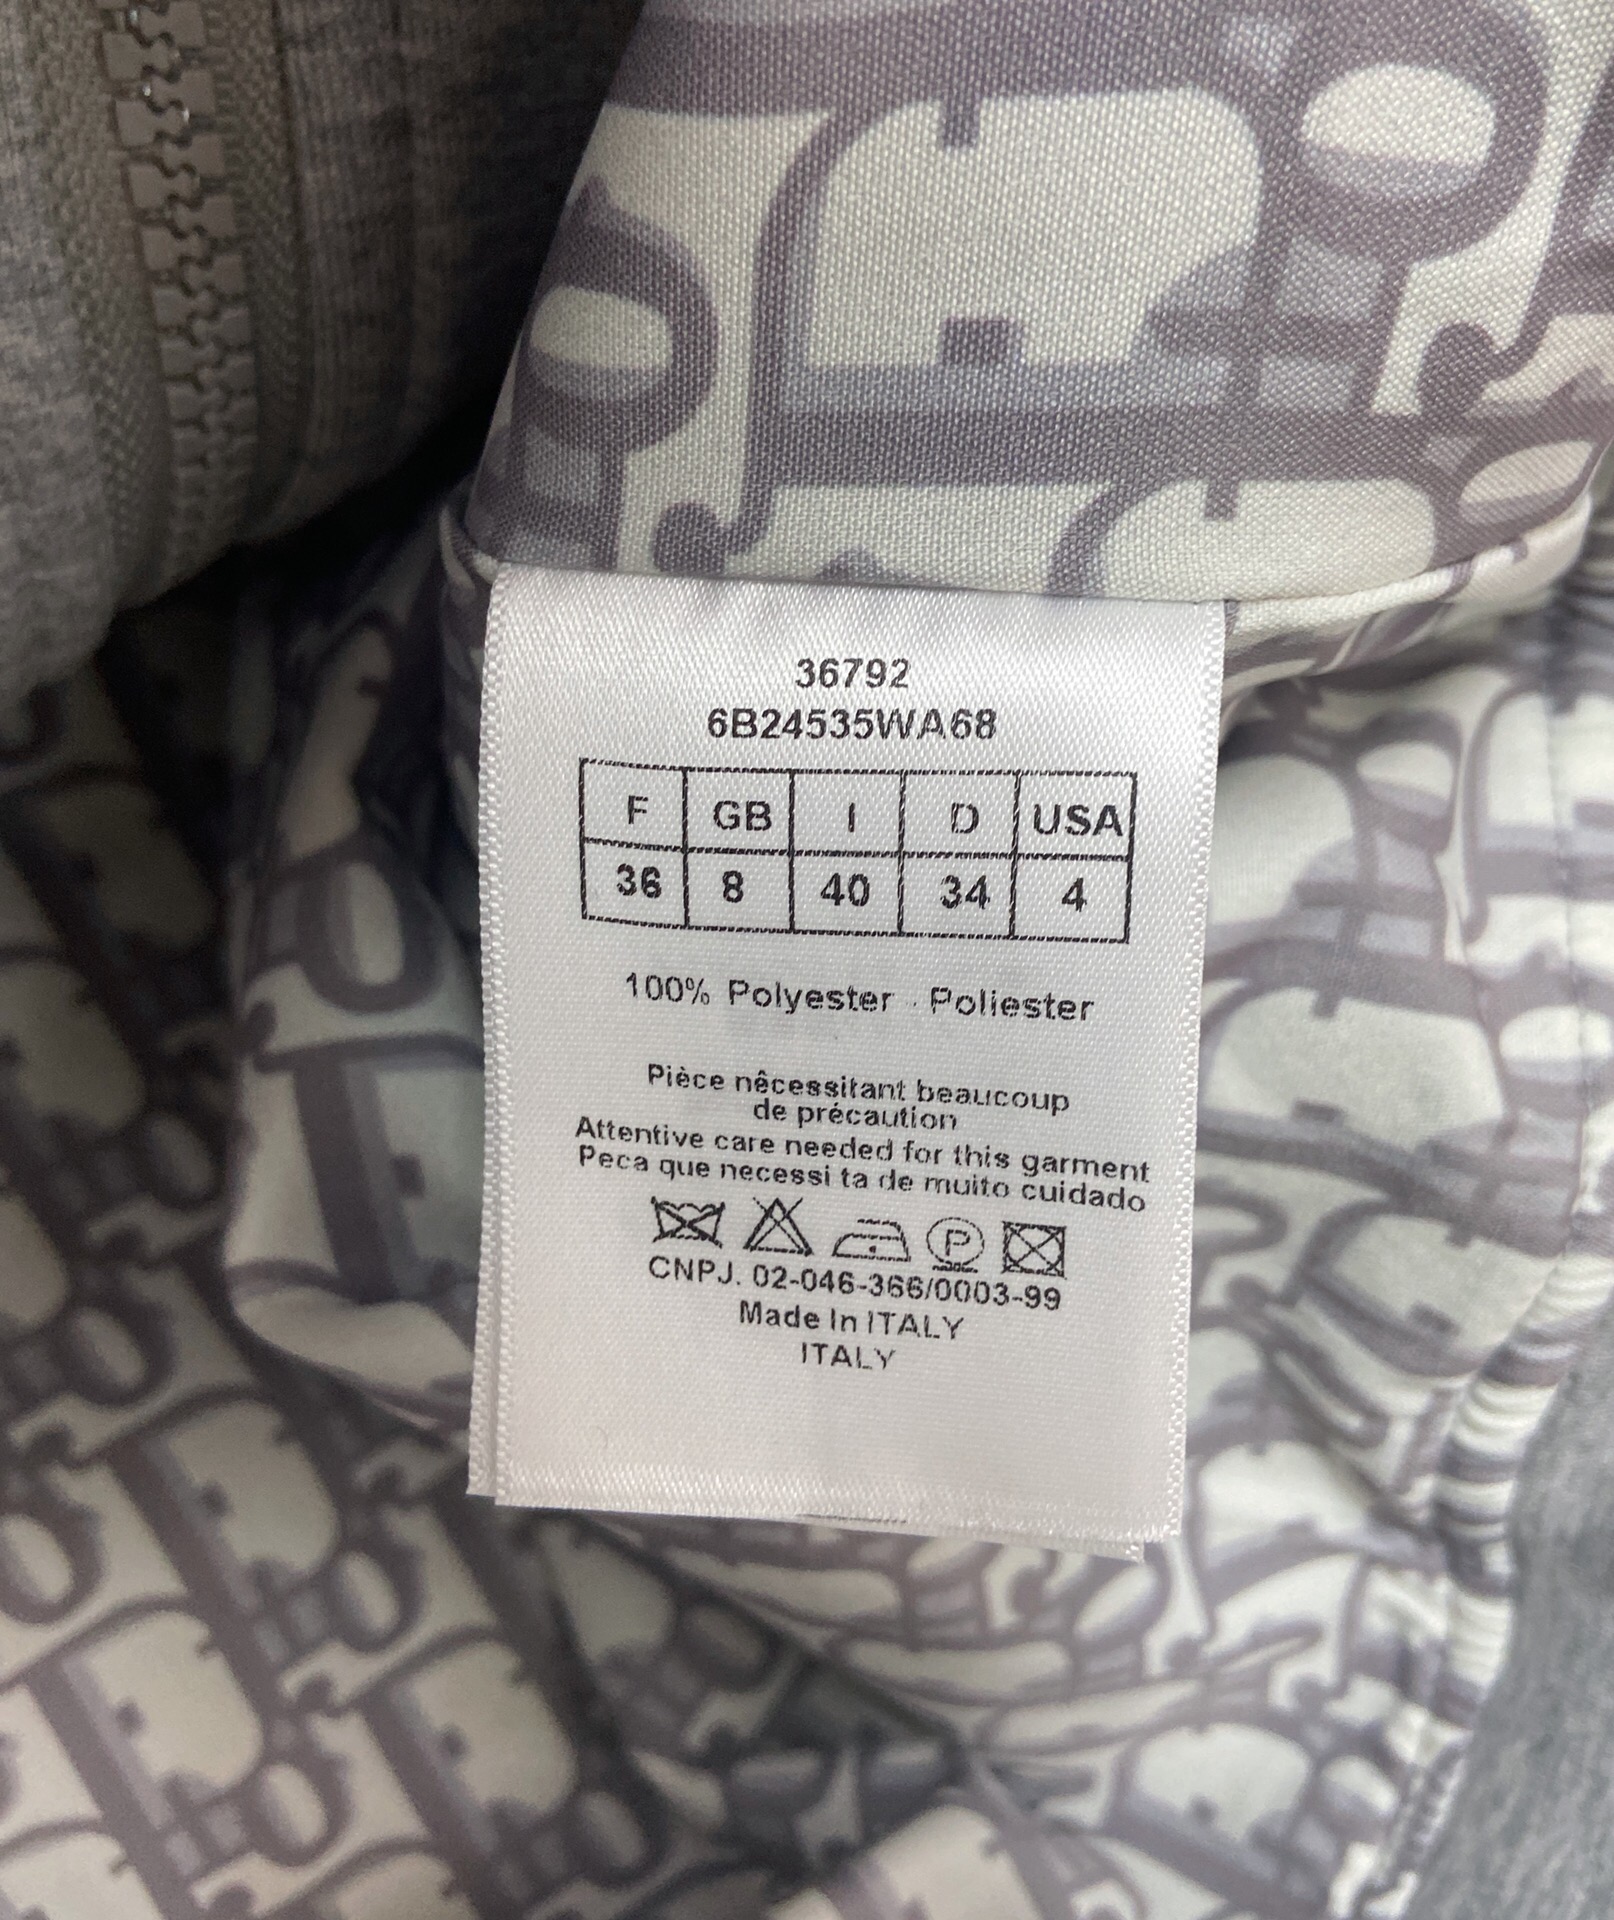 36792
6B24535WA68
F GB I D USA
36 8 40 34 4
100% Polyester · Poliester
Pièce nêcessitant beaucoup
de précaution
Attentive care needed for this garment
Peca que necessi ta de muito cuidado
P
CNPJ. 02-046-366/0003-99
Made In ITALY
ITALY